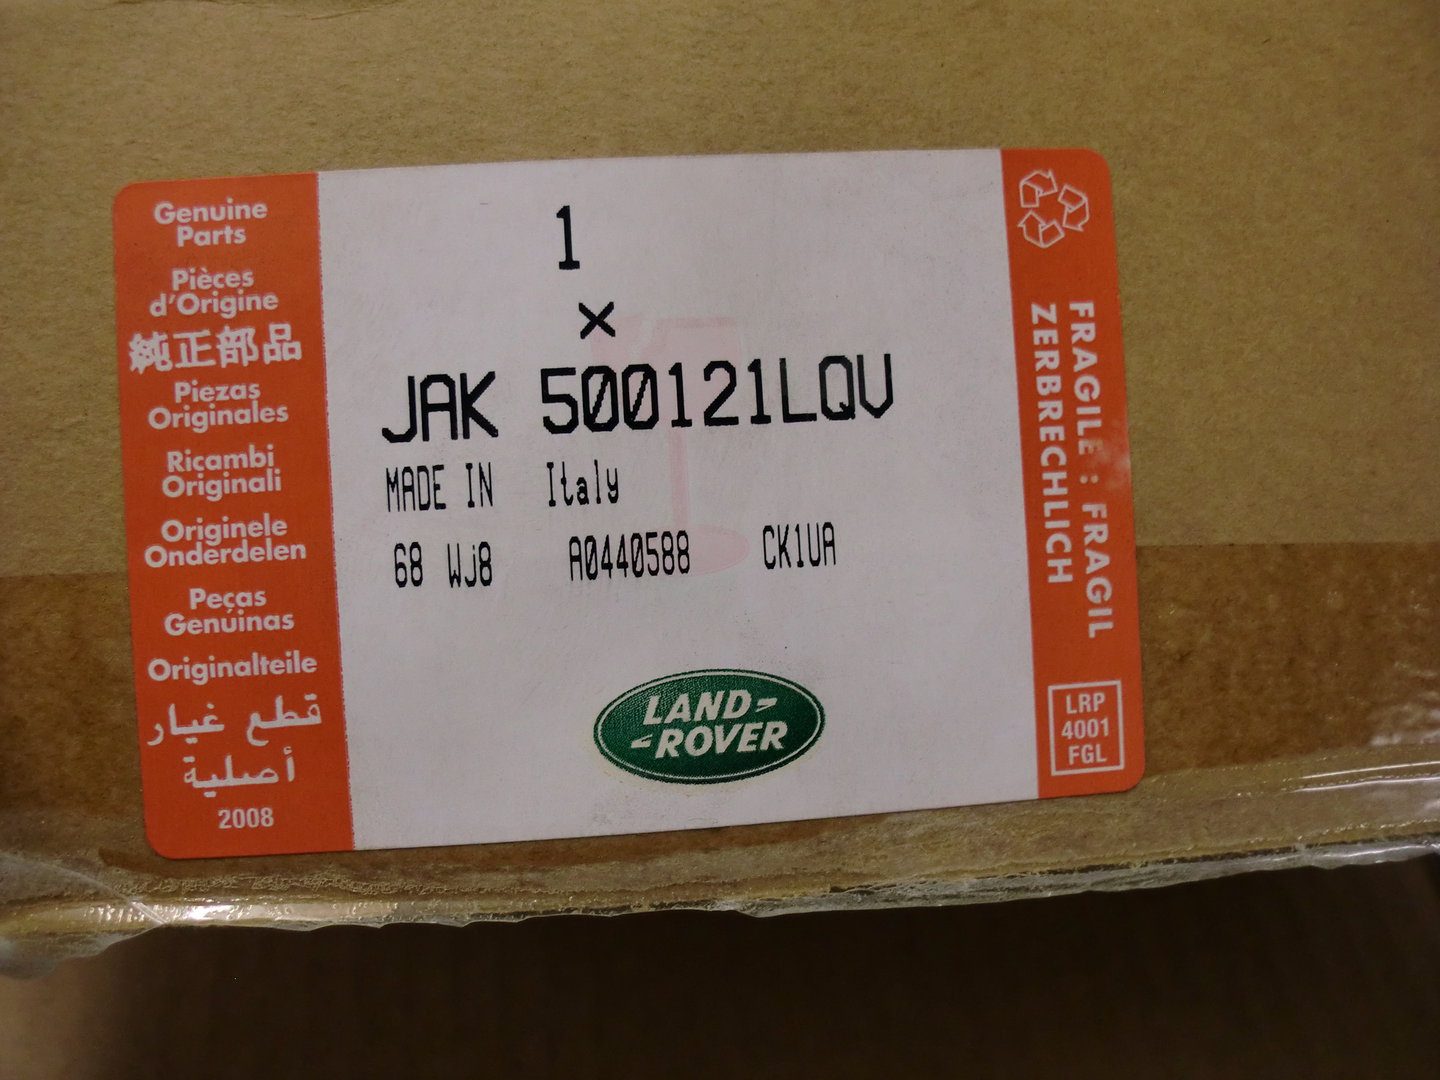 Genuine
Parts
Pièces
d'Origine
純正部品
Piezas
Originales
Ricambi
Originali
Originele
Onderdelen
Peças
Genuinas
Originalteile
قطع غيار
أصلية
2008
1
x
JAK 500121LQV
MADE IN Italy
68 WJ8 A0440588 CK1UA
LAND-
-ROVER
FRAGILE : FRAGIL
ZERBRECHLICH
LRP
4001
FGL